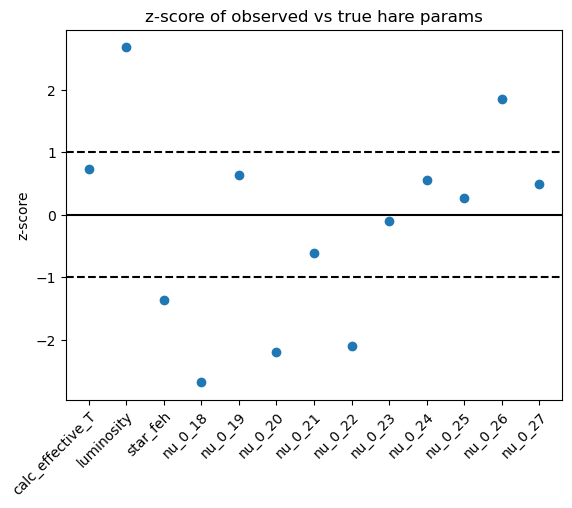 z-score of observed vs true hare params
z-score
2
1
0
−1
−2
calc_effective_T
luminosity
star_feh
nu_0_18
nu_0_19
nu_0_20
nu_0_21
nu_0_22
nu_0_23
nu_0_24
nu_0_25
nu_0_26
nu_0_27